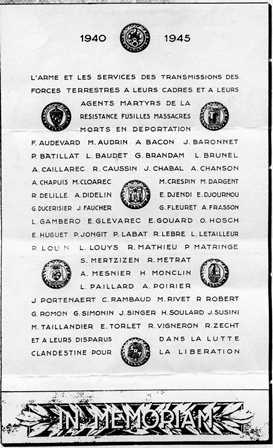 1940 1945
L'ARME ET LES SERVICES DES TRANSMISSIONS DES
FORCES TERRESTRES A LEURS CADRES ET A LEURS
AGENTS MARTYRS DE LA
RESISTANCE FUSILLES MASSACRES
MORTS EN DEPORTATION
F. AUDEVARD M. AUDRIN A BACON J. BARONNET
P. BATILLAT L. BAUDET G. BRANDAM L. BRUNEL
A. CAILLAREC R. CAUSSIN J. CHABAL A. CHANSON
A. CHAPUIS M. CLOAREC M. CRESPIN M. DARGENT
R. DELILLE A. DIDELIN E. DJENDI E. DJOURNOU
G. DUCERISIER J. FAUCHER G. FLEURET A. FRASSON
L. GAMBERO E. GLEVAREC E. GOUARD O. HOSCH
E. HUGUET P. JONGIT P. LABAT R. LEBRE L. LETAILLEUR
L. LOUYS R. MATHIEU P MATRINGE
S. MERTZIZEN R. METRAT
A. MESNIER H MONCLIN
L. PAILLARD A. POIRIER
J PORTENAERT C. RAMBAUD M. RIVET R ROBERT
G. ROMON G. SIMONIN J. SINGER H. SOULARD J. SUSINI
M. TAILLANDIER E. TORLET R. VIGNERON R. ZECHT
ET A LEURS DISPARUS DANS LA LUTTE
CLANDESTINE POUR LA LIBERATION
IN MEMORIAM